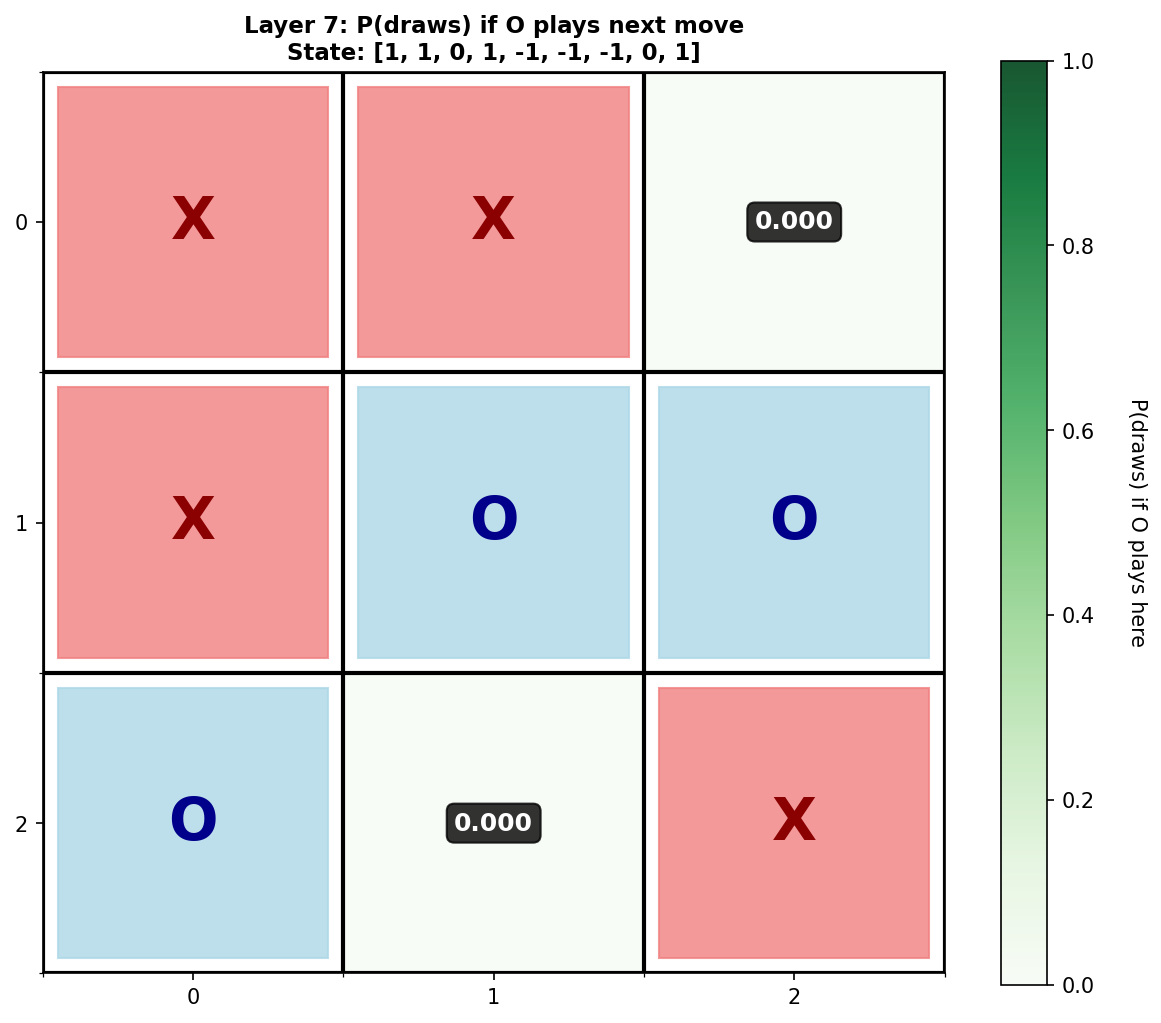 Layer 7: P(draws) if O plays next move
State: [1, 1, 0, 1, -1, -1, -1, 0, 1]
X X 0.000
X O O
O 0.000 X
0
1
2
0 1 2
1.0
0.8
0.6
0.4
0.2
0.0
P(draws) if O plays here